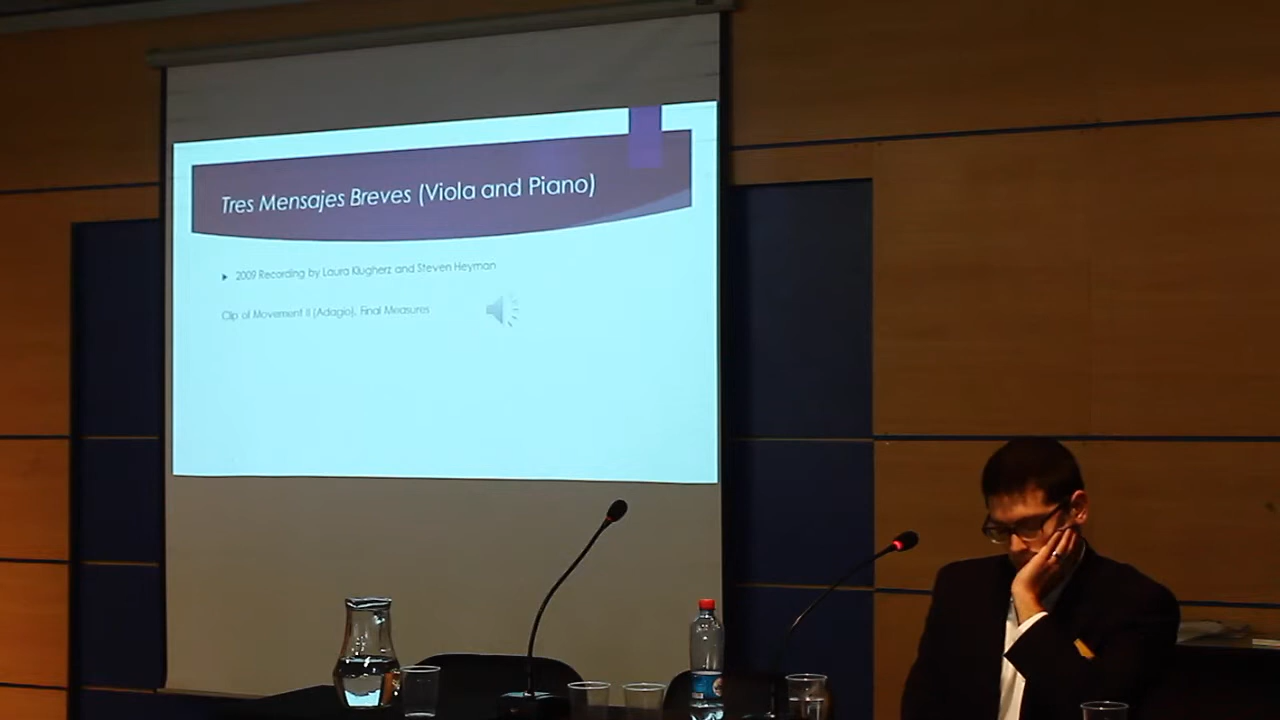 Tres Mensajes Breves (Viola and Piano)
2009 Recording by Laura Klugherz and Steven Heyman
Clip of Movement II (Adagio), Final Measures